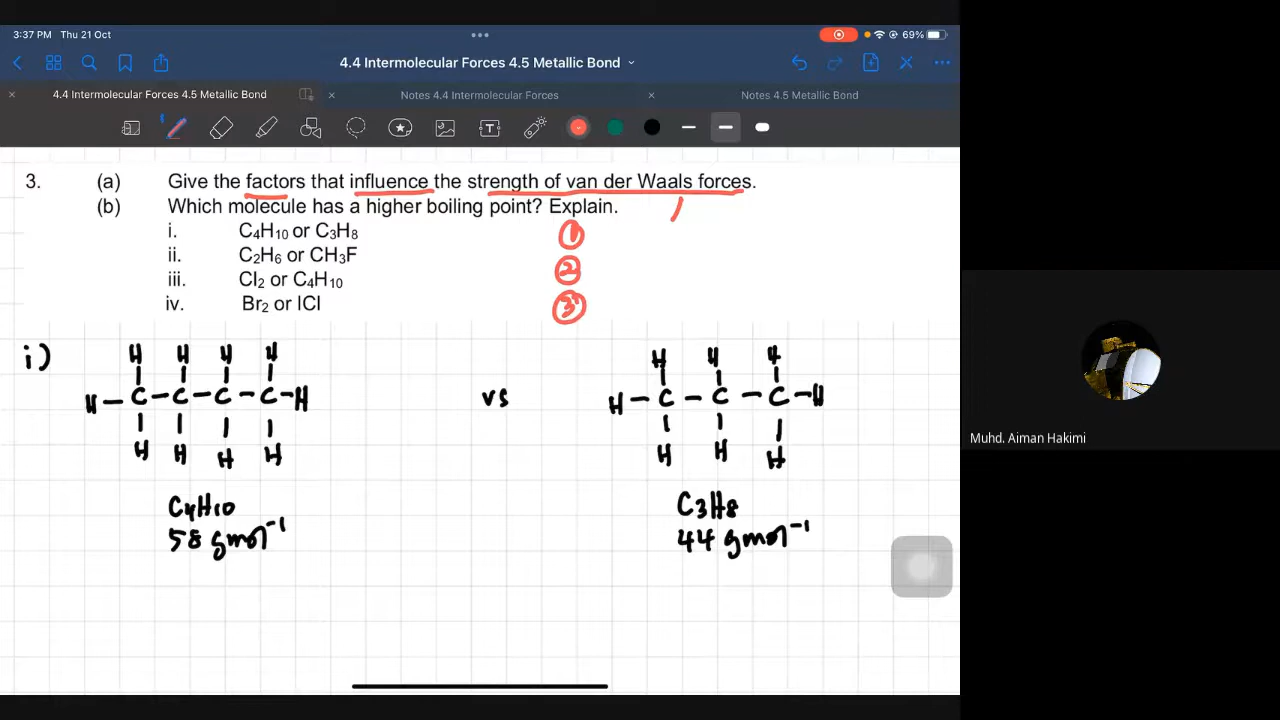 3:37 PM Thu 21 Oct
69%
4.4 Intermolecular Forces 4.5 Metallic Bond
4.4 Intermolecular Forces 4.5 Metallic Bond
Notes 4.4 Intermolecular Forces
Notes 4.5 Metallic Bond
3. (a) Give the factors that influence the strength of van der Waals forces.
(b) Which molecule has a higher boiling point? Explain.
i. C₄H₁₀ or C₃H₈ ①
ii. C₂H₆ or CH₃F ②
iii. Cl₂ or C₄H₁₀
iv. Br₂ or ICl ③
i) H H H H H H H
H – C – C – C – C – H vs H – C – C – C – H
H H H H H H H
C4H10 C3H8
58 gmol⁻¹ 44 gmol⁻¹
Muhd. Aiman Hakimi